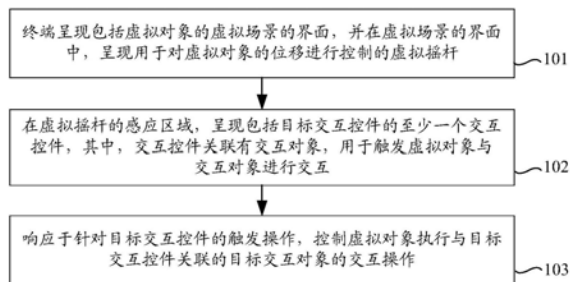 终端呈现包括虚拟对象的虚拟场景的界面，并在虚拟场景的界面
中，呈现用于对虚拟对象的位移进行控制的虚拟摇杆
101
在虚拟摇杆的感应区域，呈现包括目标交互控件的至少一个交互
控件，其中，交互控件关联有交互对象，用于触发虚拟对象与
交互对象进行交互
102
响应于针对目标交互控件的触发操作，控制虚拟对象执行与目标
交互控件关联的目标交互对象的交互操作
103